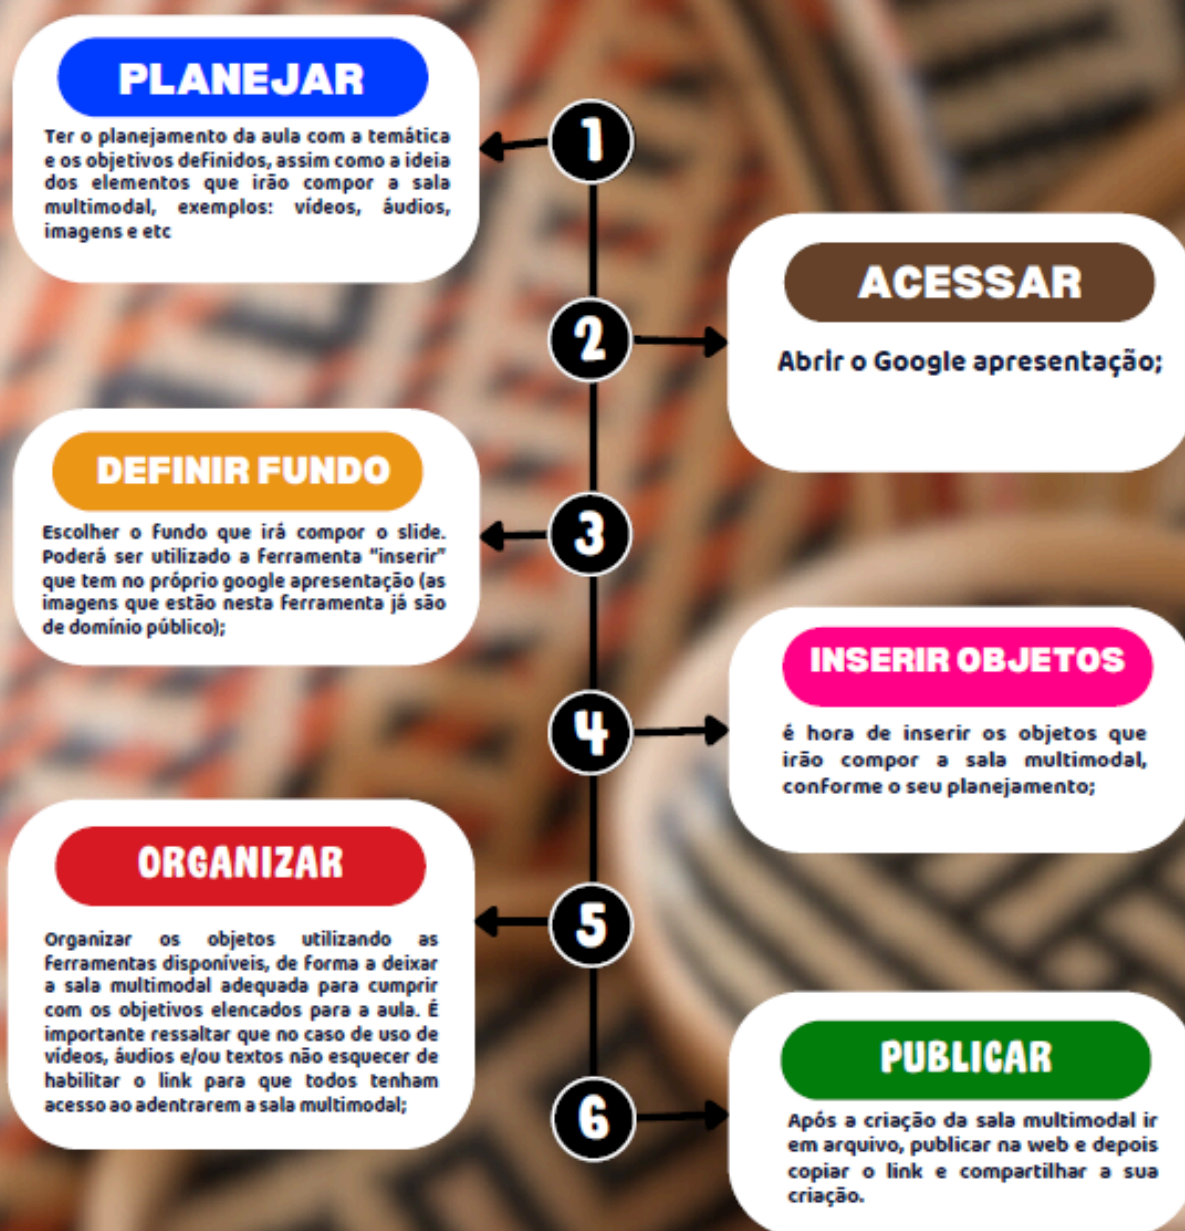 PLANEJAR
Ter o planejamento da aula com a temática
e os objetivos definidos, assim como a ideia
dos elementos que irão compor a sala
multimodal, exemplos: vídeos, áudios,
imagens e etc
1
ACESSAR
Abrir o Google apresentação;
2
DEFINIR FUNDO
Escolher o fundo que irá compor o slide.
Poderá ser utilizado a ferramenta "inserir"
que tem no próprio google apresentação (as
imagens que estão nesta ferramenta já são
de domínio público);
3
INSERIR OBJETOS
é hora de inserir os objetos que
irão compor a sala multimodal,
conforme o seu planejamento;
4
ORGANIZAR
Organizar os objetos utilizando as
ferramentas disponíveis, de forma a deixar
a sala multimodal adequada para cumprir
com os objetivos elencados para a aula. É
importante ressaltar que no caso de uso de
vídeos, áudios e/ou textos não esquecer de
habilitar o link para que todos tenham
acesso ao adentrarem a sala multimodal;
5
PUBLICAR
Após a criação da sala multimodal ir
em arquivo, publicar na web e depois
copiar o link e compartilhar a sua
criação.
6